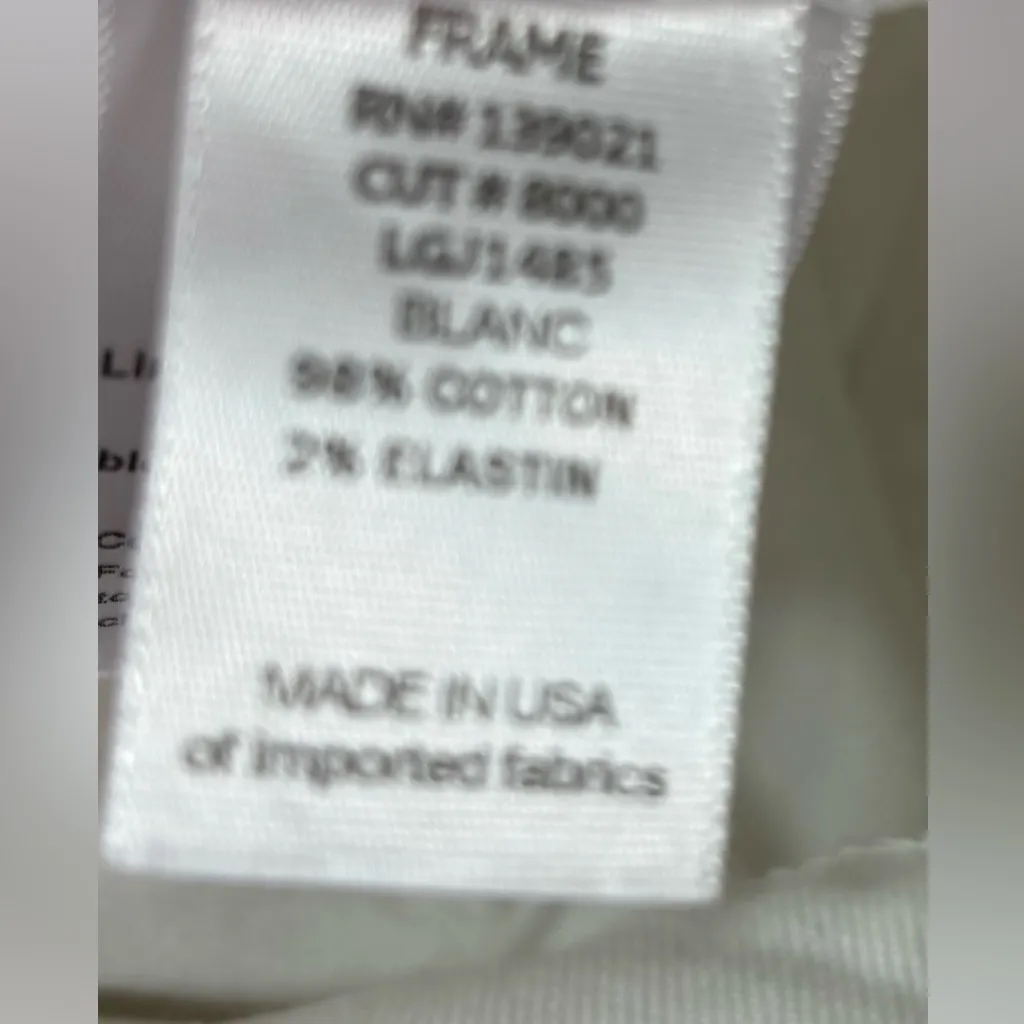 FRAME
RN# 139021
CUT # 8000
LGJ1485
BLANC
98% COTTON
2% ELASTIN
MADE IN USA
of imported fabrics